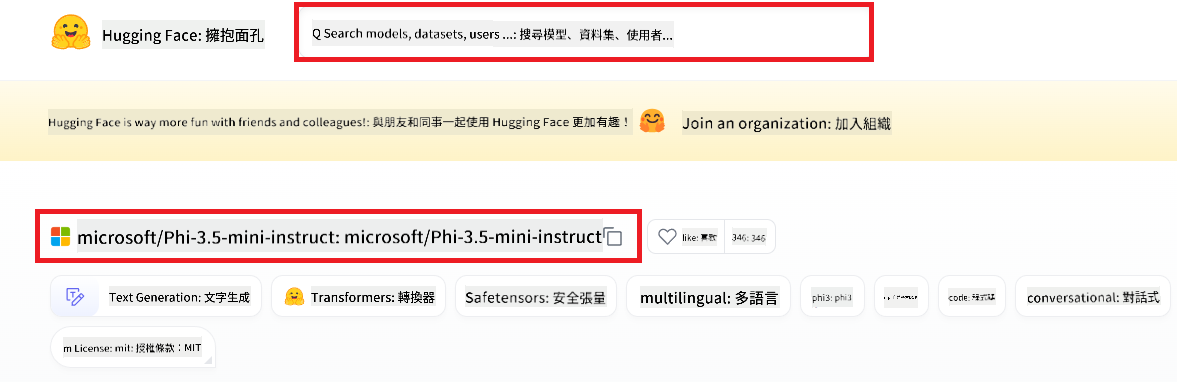 Hugging Face: 擁抱面孔
Q Search models, datasets, users ...: 搜尋模型、資料集、使用者...
Hugging Face is way more fun with friends and colleagues!: 與朋友和同事一起使用 Hugging Face 更加有趣！
Join an organization: 加入組織
microsoft/Phi-3.5-mini-instruct: microsoft/Phi-3.5-mini-instruct
like: 喜歡
346: 346
Text Generation: 文字生成
Transformers: 轉換器
Safetensors: 安全張量
multilingual: 多語言
phi3: phi3
code: 程式碼
conversational: 對話式
m License: mit: 授權條款：MIT